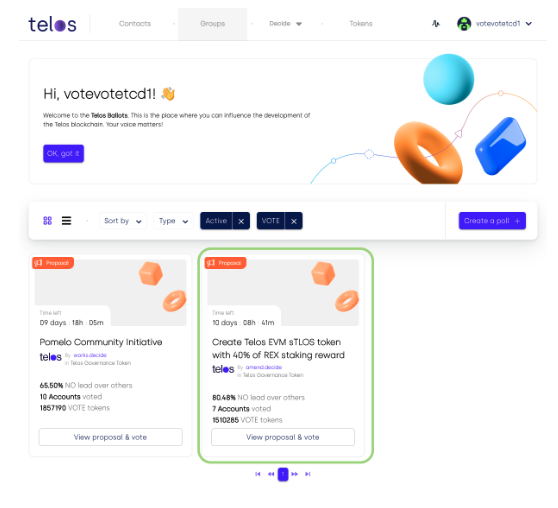 telos
Contacts
Groups
Decide
Tokens
votevotetcd1
Hi, votevotetcd1! 👋
Welcome to the Telos Ballots. This is the place where you can influence the development of
the Telos blockchain. Your voice matters!
OK, got it
Sort by
Type
Active ×
VOTE ×
Create a poll +
Proposal
Time left
09 days : 18h : 05m
Pomelo Community Initiative
telos
By works.decide
in Telos Governance Token
65.50% NO lead over others
10 Accounts voted
1857190 VOTE tokens
View proposal & vote
Proposal
Time left
10 days : 08h : 41m
Create Telos EVM sTLOS token
with 40% of REX staking reward
telos
By amend.decide
in Telos Governance Token
80.48% NO lead over others
7 Accounts voted
1510285 VOTE tokens
View proposal & vote
1